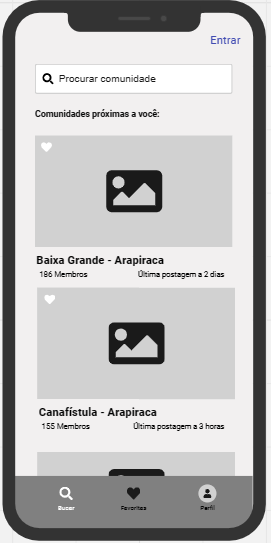 Entrar
Procurar comunidade
Comunidades próximas a você:
Baixa Grande - Arapiraca
186 Membros Última postagem a 2 dias
Canafístula - Arapiraca
155 Membros Última postagem a 3 horas
Buscar Favoritos Perfil